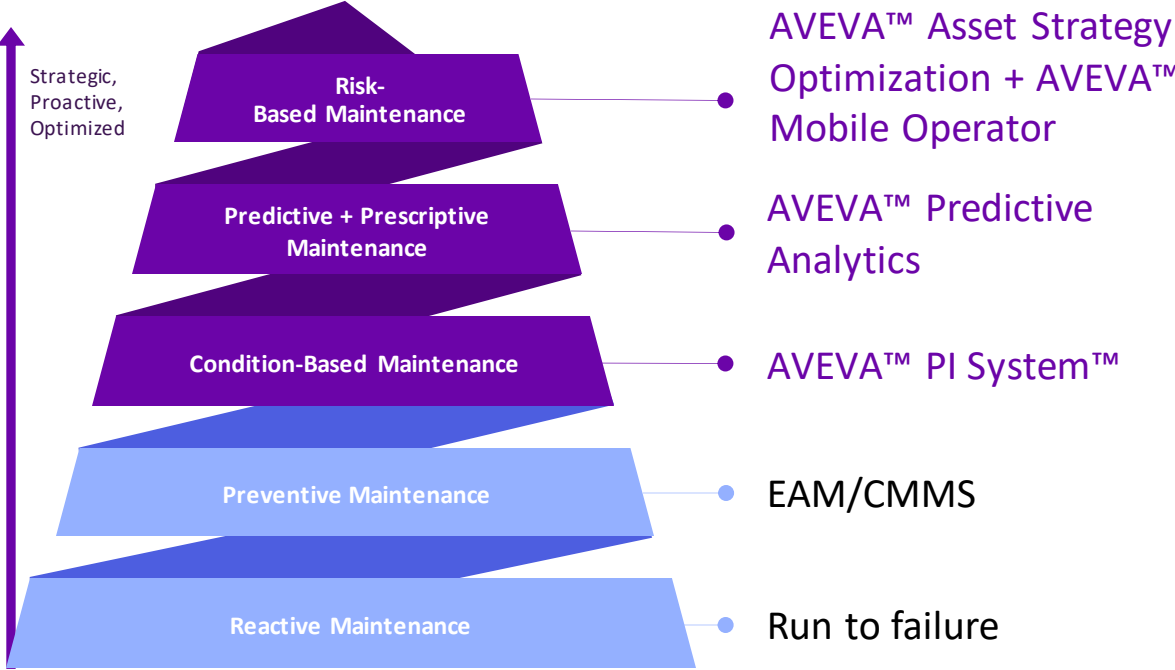 Strategic,
Proactive,
Optimized
Risk-
Based Maintenance
AVEVA™ Asset Strategy
Optimization + AVEVA™
Mobile Operator
Predictive + Prescriptive
Maintenance
AVEVA™ Predictive
Analytics
Condition-Based Maintenance
AVEVA™ PI System™
Preventive Maintenance
EAM/CMMS
Reactive Maintenance
Run to failure